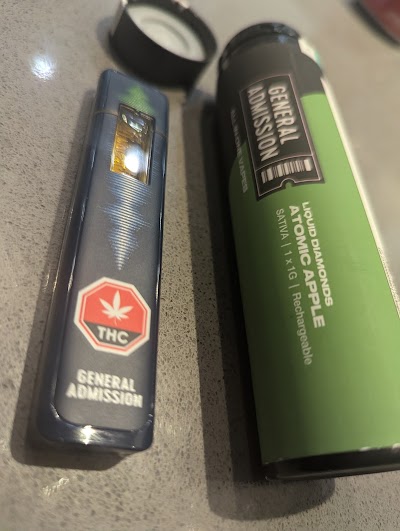 THC
GENERAL
ADMISSION
GENERAL
ADMISSION
LIQUID DIAMONDS
ATOMIC APPLE
SATIVA | 1 x 1G | Rechargeable